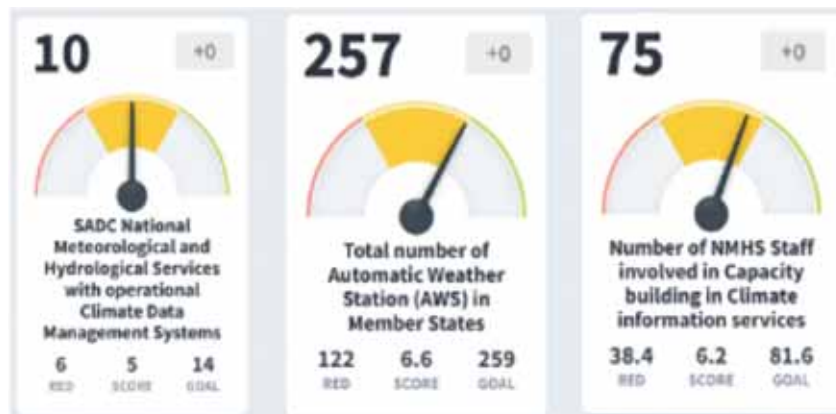 10 +0
SADC National
Meteorological and
Hydrological Services
with operational
Climate Data
Management Systems
6 5 14
RED SCORE GOAL
257 +0
Total number of
Automatic Weather
Station (AWS) in
Member States
122 6.6 259
RED SCORE GOAL
75 +0
Number of NMHS Staff
involved in Capacity
building in Climate
information services
38.4 6.2 81.6
RED SCORE GOAL